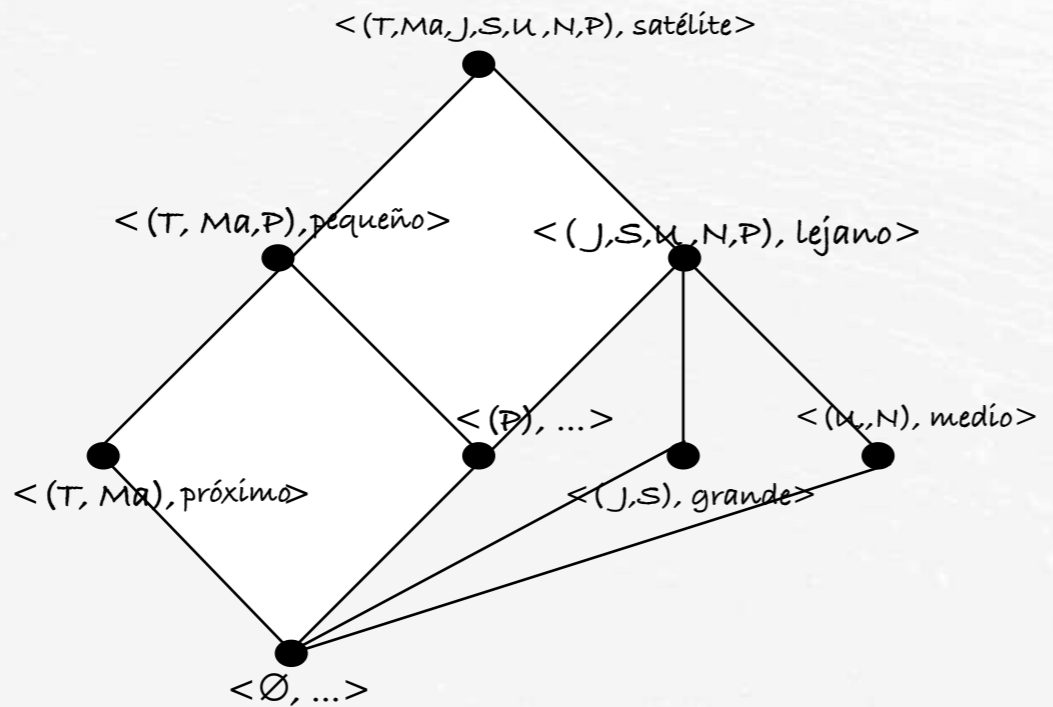 <(T,Ma,J,S,U ,N,P), satélite>
<(T, Ma,P),pequeño>
<( J,S,U ,N,P), lejano>
<(P), ...>
<(U,,N), medio>
<(T, Ma),próximo>
<(J,S), grande>
<Ø, ...>